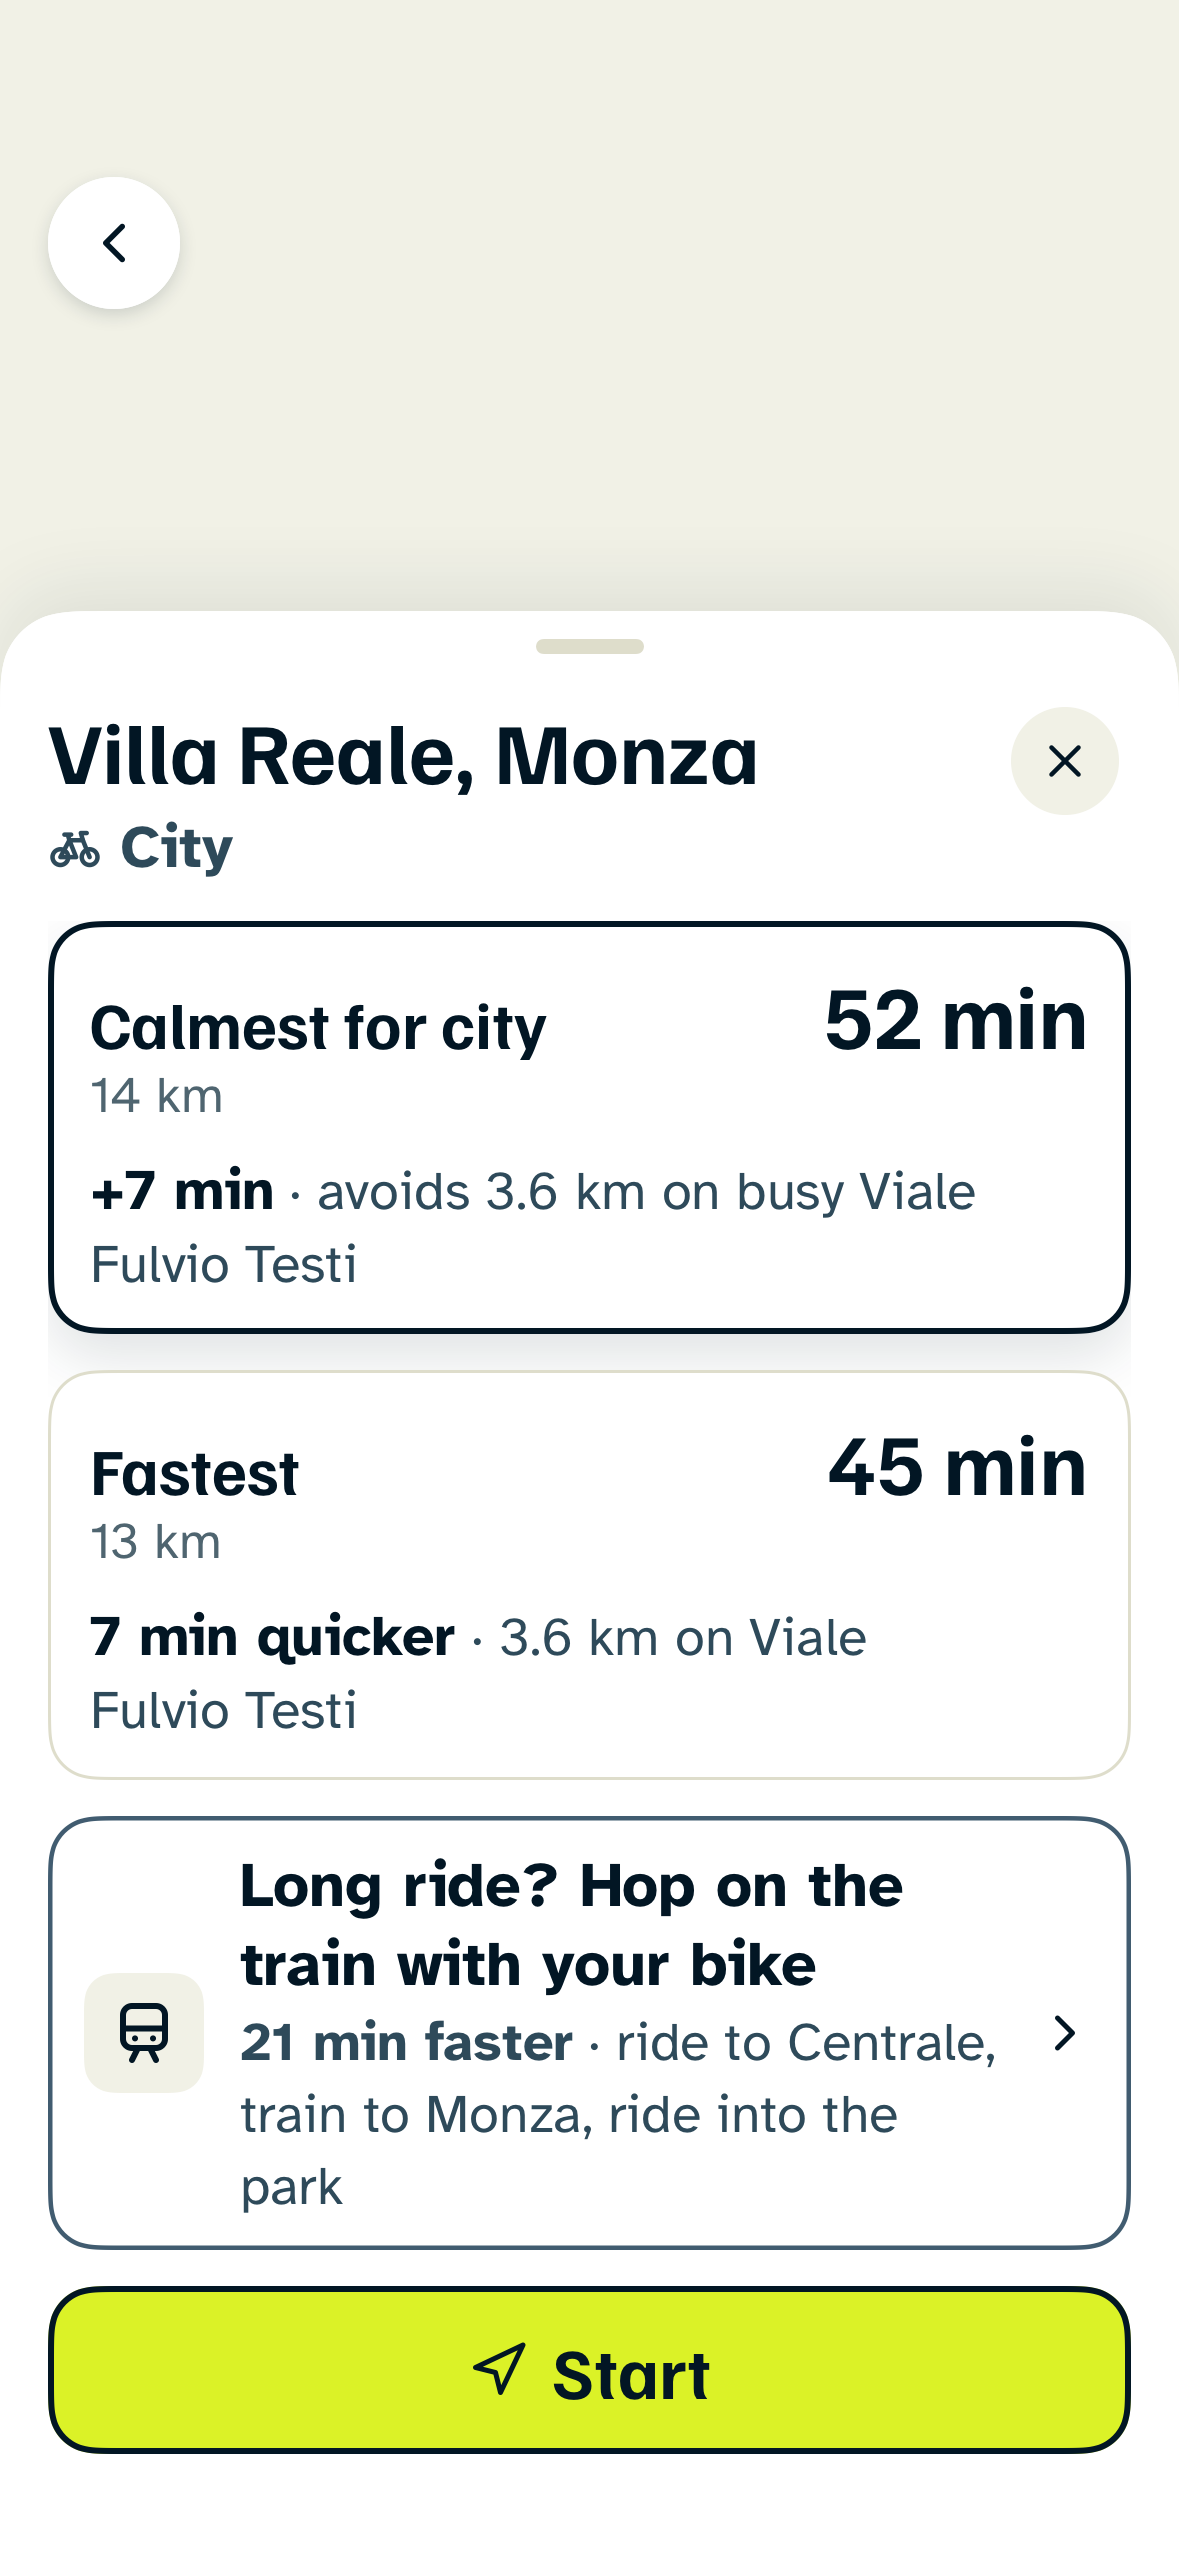 Villa Reale, Monza
City
Calmest for city
52 min
14 km
+7 min · avoids 3.6 km on busy Viale
Fulvio Testi
Fastest
45 min
13 km
7 min quicker · 3.6 km on Viale
Fulvio Testi
Long ride? Hop on the
train with your bike
21 min faster · ride to Centrale,
train to Monza, ride into the
park
Start